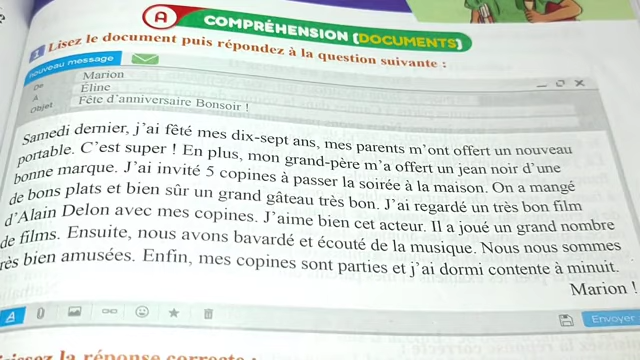 A COMPRÉHENSION (DOCUMENTS)
1 Lisez le document puis répondez à la question suivante :
nouveau message
De Marion
A Éline
Objet Fête d'anniversaire Bonsoir !
Samedi dernier, j'ai fêté mes dix-sept ans, mes parents m'ont offert un nouveau
portable. C'est super ! En plus, mon grand-père m'a offert un jean noir d'une
bonne marque. J'ai invité 5 copines à passer la soirée à la maison. On a mangé
de bons plats et bien sûr un grand gâteau très bon. J'ai regardé un très bon film
d'Alain Delon avec mes copines. J'aime bien cet acteur. Il a joué un grand nombre
de films. Ensuite, nous avons bavardé et écouté de la musique. Nous nous sommes
très bien amusées. Enfin, mes copines sont parties et j'ai dormi contente à minuit.
Marion !
A Envoyer
la réponse correcte :